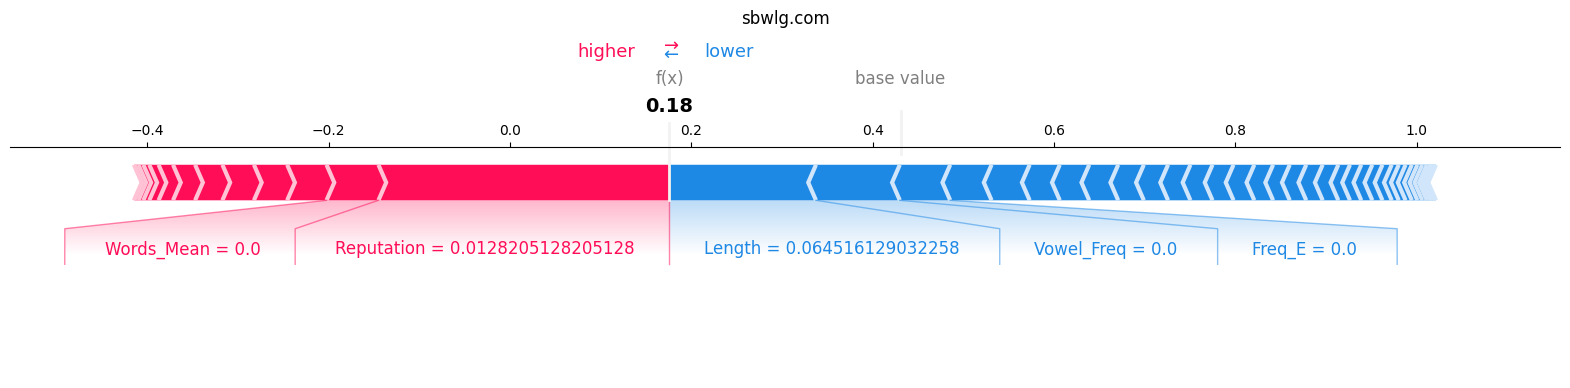 sbwlg.com
higher ⇄ lower
f(x) base value
0.18
−0.4 −0.2 0.0 0.2 0.4 0.6 0.8 1.0
Words_Mean = 0.0 Reputation = 0.0128205128205128 Length = 0.064516129032258 Vowel_Freq = 0.0 Freq_E = 0.0